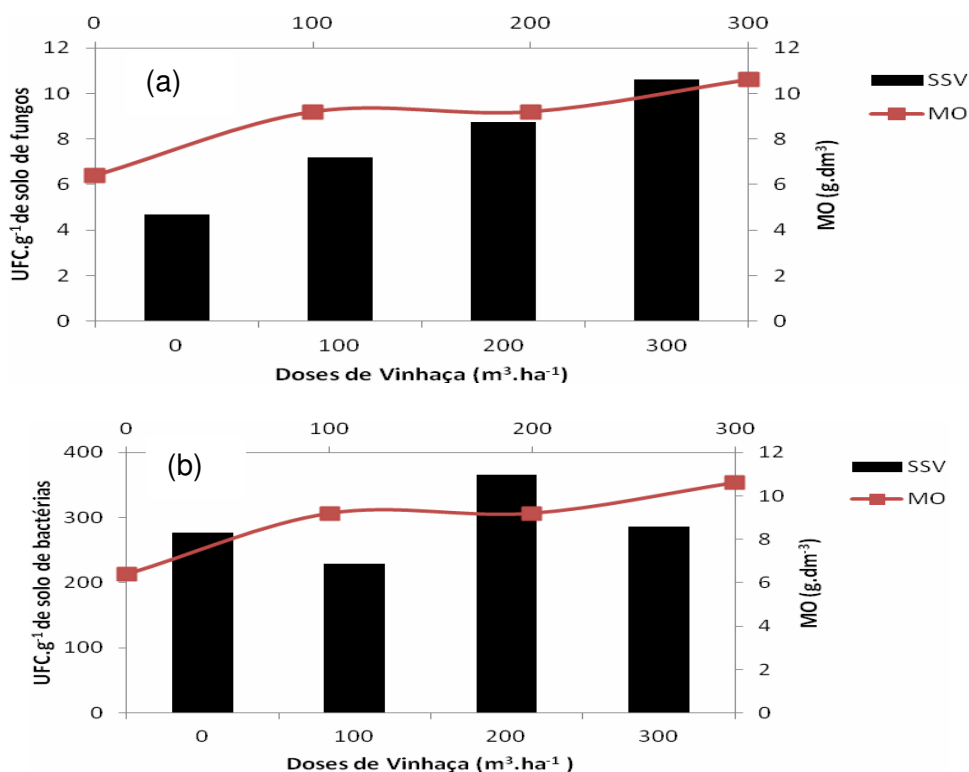 0 100 200 300
12 12
(a)
SSV
MO
10 10
8 8
6 6
4 4
2 2
0 0
UFC.g⁻¹ de solo de fungos
MO (g.dm³)
0 100 200 300
Doses de Vinhaça (m³.ha⁻¹)
0 100 200 300
400 12
(b)
SSV
MO
10
300
8
200 6
4
100
2
0 0
UFC.g⁻¹ de solo de bactérias
MO (g.dm⁻³)
0 100 200 300
Doses de Vinhaça (m³.ha⁻¹ )